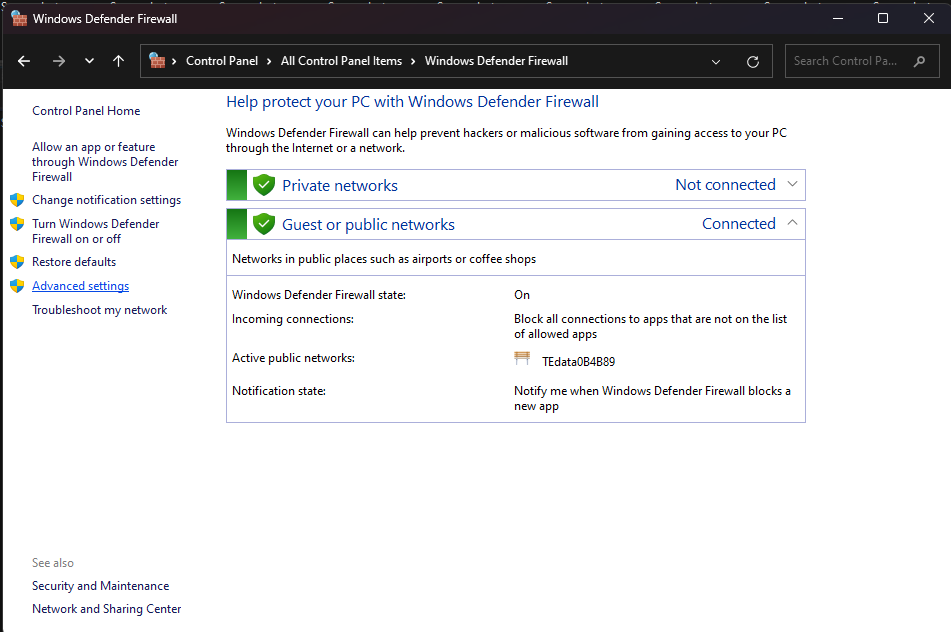 Windows Defender Firewall
Control Panel > All Control Panel Items > Windows Defender Firewall
Search Control Pa...
Control Panel Home
Allow an app or feature
through Windows Defender
Firewall
Change notification settings
Turn Windows Defender
Firewall on or off
Restore defaults
Advanced settings
Troubleshoot my network
See also
Security and Maintenance
Network and Sharing Center
Help protect your PC with Windows Defender Firewall
Windows Defender Firewall can help prevent hackers or malicious software from gaining access to your PC
through the Internet or a network.
Private networks Not connected
Guest or public networks Connected
Networks in public places such as airports or coffee shops
Windows Defender Firewall state: On
Incoming connections: Block all connections to apps that are not on the list
of allowed apps
Active public networks: TEdata0B4B89
Notification state: Notify me when Windows Defender Firewall blocks a
new app